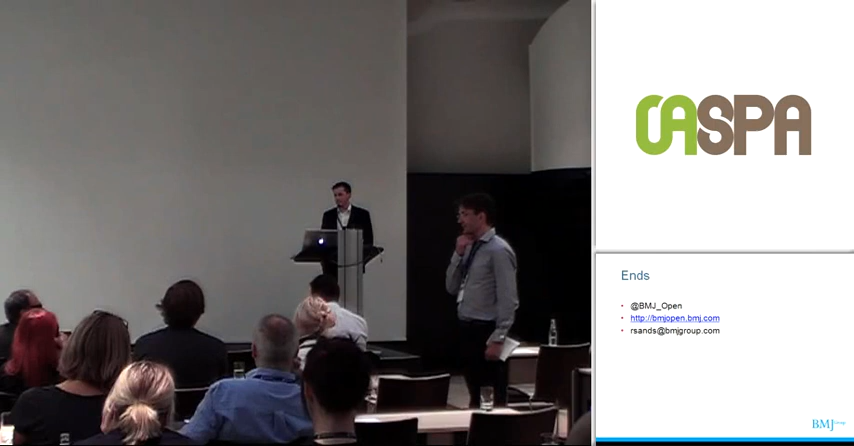 OASPA
Ends
@BMJ_Open
http://bmjopen.bmj.com
rsands@bmjgroup.com
BMJ